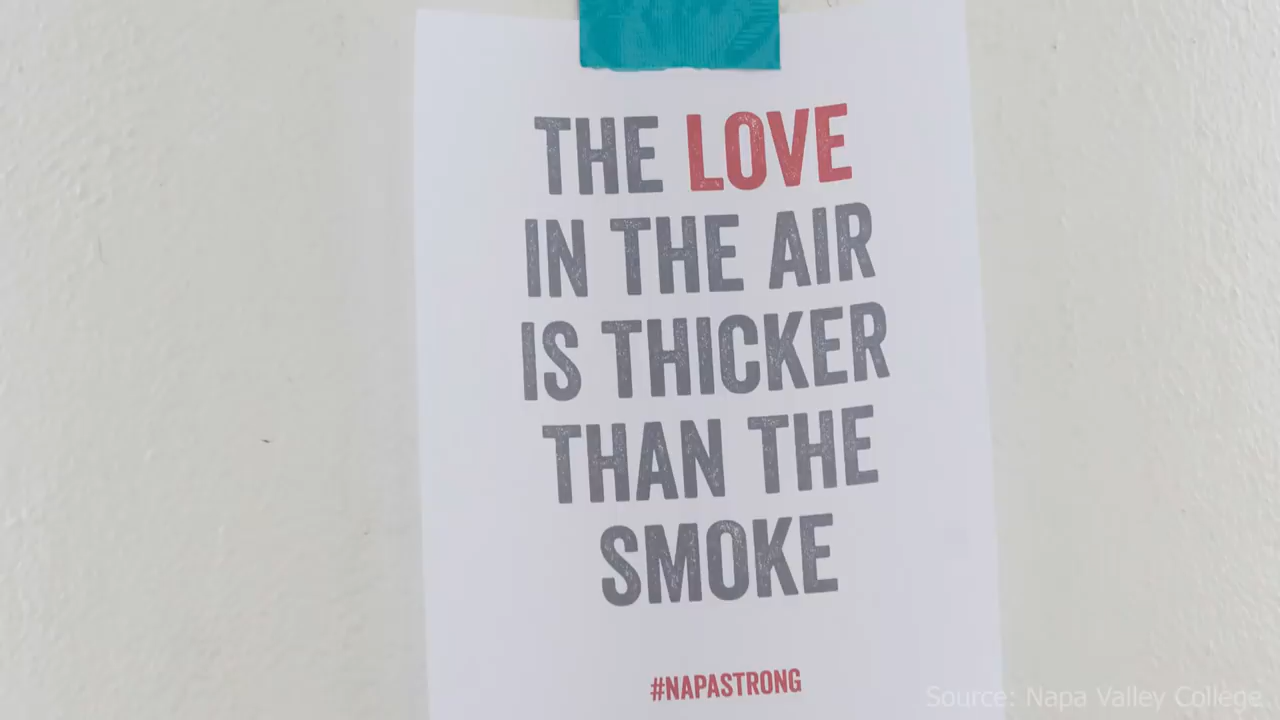 THE LOVE
IN THE AIR
IS THICKER
THAN THE
SMOKE
#NAPASTRONG
Source: Napa Valley College